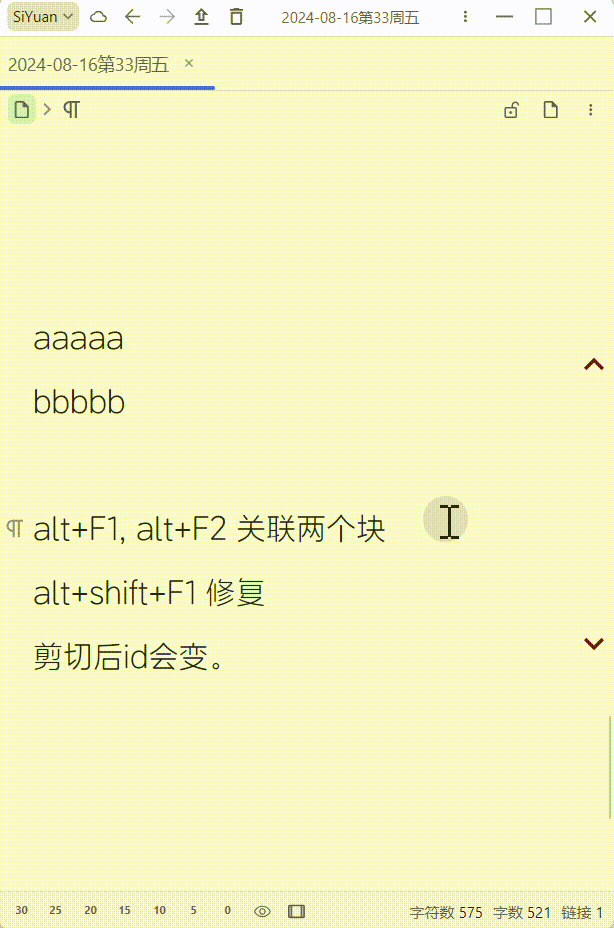 SiYuan
2024-08-16第33周五
2024-08-16第33周五
aaaaa
bbbbb
alt+F1, alt+F2 关联两个块
alt+shift+F1 修复
剪切后id会变。
30 25 20 15 10 5 0 字符数 575 字数 521 链接 1